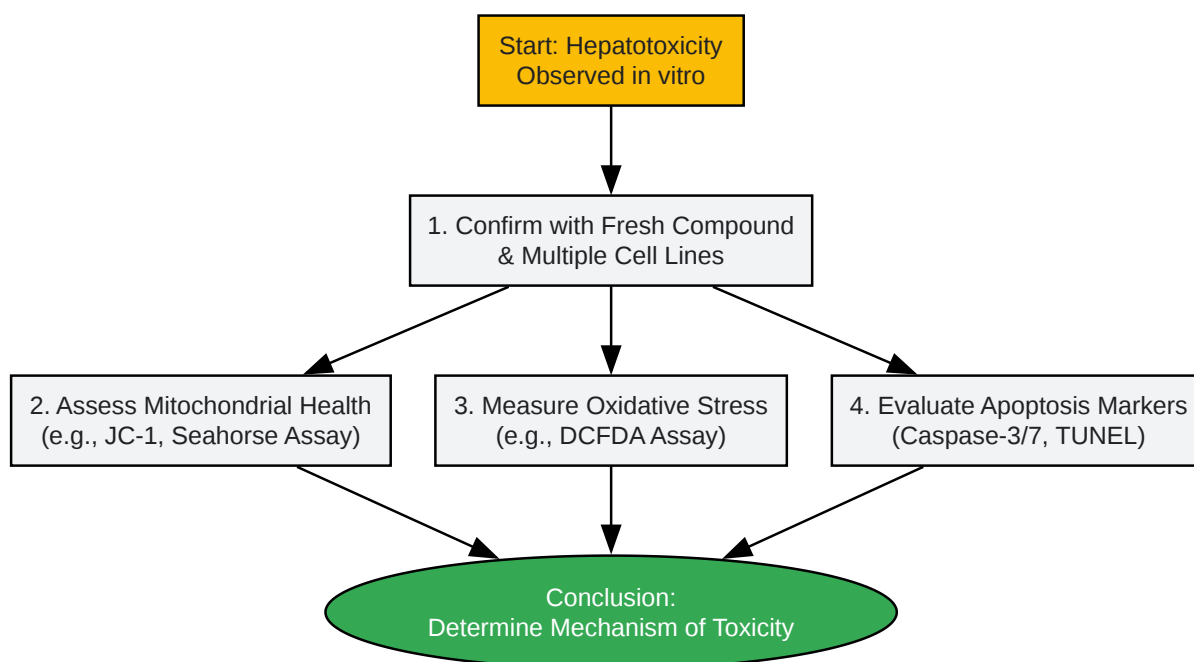 Start: Hepatotoxicity
Observed in vitro
1. Confirm with Fresh Compound
& Multiple Cell Lines
2. Assess Mitochondrial Health
(e.g., JC-1, Seahorse Assay)
3. Measure Oxidative Stress
(e.g., DCFDA Assay)
4. Evaluate Apoptosis Markers
(Caspase-3/7, TUNEL)
Conclusion:
Determine Mechanism of Toxicity